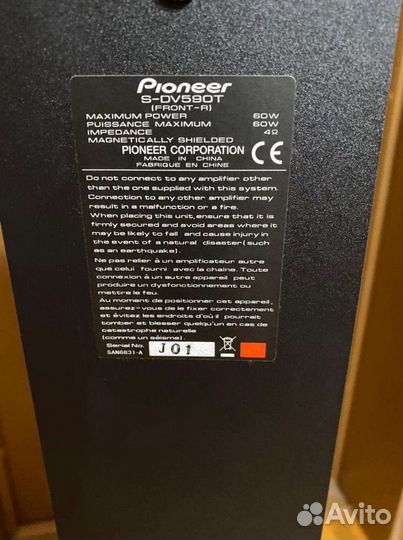 Pioneer
S-DV590T
(FRONT-R)
MAXIMUM POWER 60W
PUISSANCE MAXIMUM 60W
IMPEDANCE 4Ω
MAGNETICALLY SHIELDED
PIONEER CORPORATION CE
MADE IN CHINA
FABRIQUE EN CHINE
Do not connect to any amplifier other
than the one supplied with this system.
Connection to any other amplifier may
result in a malfunction or a fire.
When placing this unit, ensure that it is
firmly secured and avoid areas where it
may be likely to fall and cause injury in
the event of a natural disaster(such
as an earthquake).
Ne pas relier à un amplificateur autre
que celui fourni avec la chaîne. Toute
connexion à un autre appareil peut
produire un dysfonctionnement ou
mettre le feu.
Au moment de positionner cet appareil,
assurez-vous de le fixer correctement
et évitez les endroits d'où il pourrait
tomber et blesser quelqu'un en cas de
catastrophe naturelle
(comme un séisme).
Serial No. J01
SAN6831-A
Avito